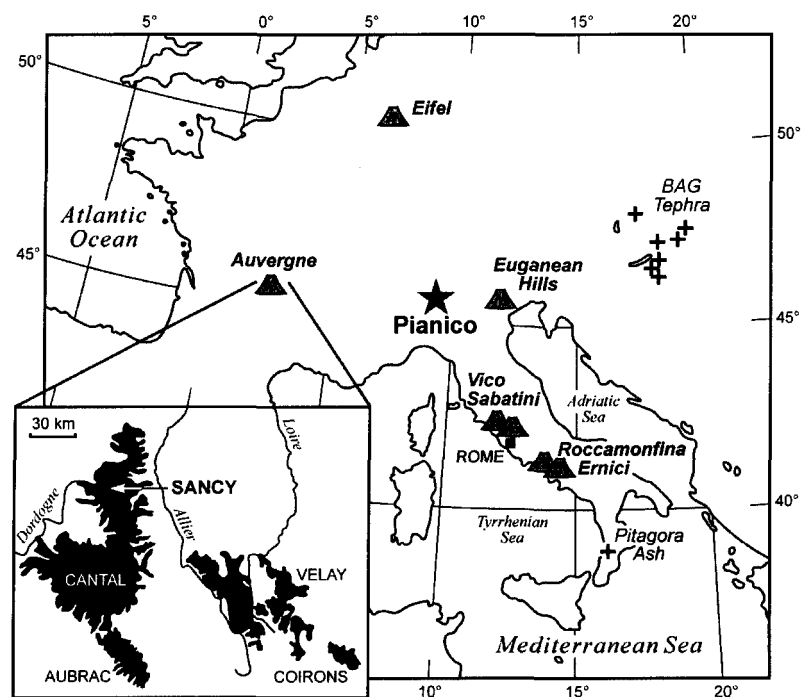 5°
0°
5°
10°
15°
20°
50°
Eifel
50°
BAG
Tephra
Atlantic
Ocean
45°
Auvergne
Euganean
Hills
Pianico
45°
Vico
Sabatini
Adriatic
Sea
30 km
Loire
ROME
Roccamonfina
Ernici
SANCY
Dordogne
Allier
40°
Tyrrhenian
Sea
Pitagora
Ash
CANTAL
VELAY
Mediterranean Sea
AUBRAC
COIRONS
10°
15°
20°